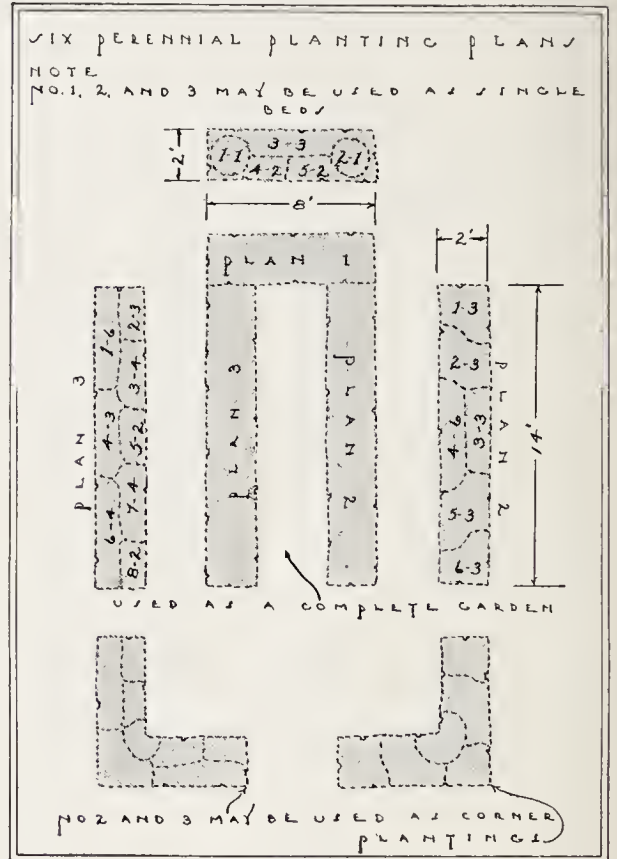 SIX PERENNIAL PLANTING PLANS
NOTE
NO. 1, 2, AND 3 MAY BE USED AS SINGLE
BEDS
2'
3-3
1-1
2-1
4-2
5-2
8'
PLAN 1
2'
PLAN 3
1-6
2-3
3-4
4-3
5-2
6-4
7-4
8-2
PLAN 3
PLAN 2
1-3
2-3
4-6
3-3
5-3
6-3
PLAN 2
14'
USED AS A COMPLETE GARDEN
NO 2 AND 3 MAY BE USED AS CORNER
PLANTINGS